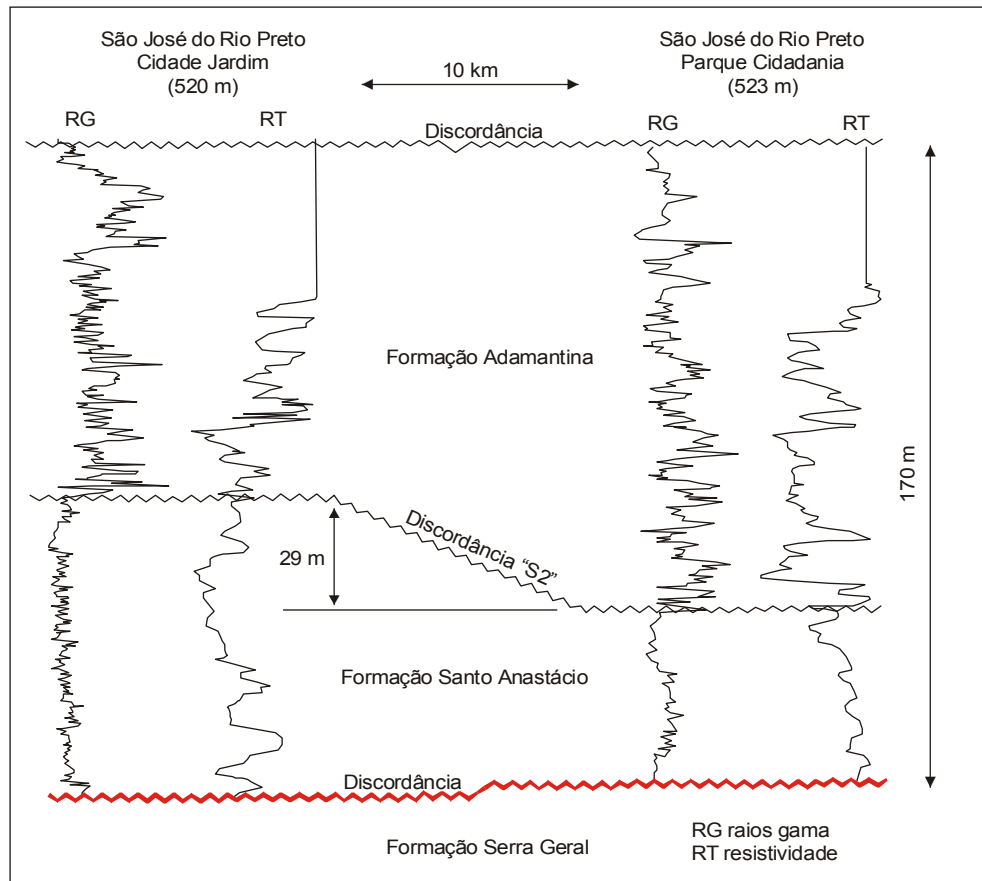 São José do Rio Preto
Cidade Jardim
(520 m)
10 km
São José do Rio Preto
Parque Cidadania
(523 m)
RG
RT
Discordância
RG
RT
Formação Adamantina
170 m
Discordância "S2"
29 m
Formação Santo Anastácio
Discordância
Formação Serra Geral
RG raios gama
RT resistividade